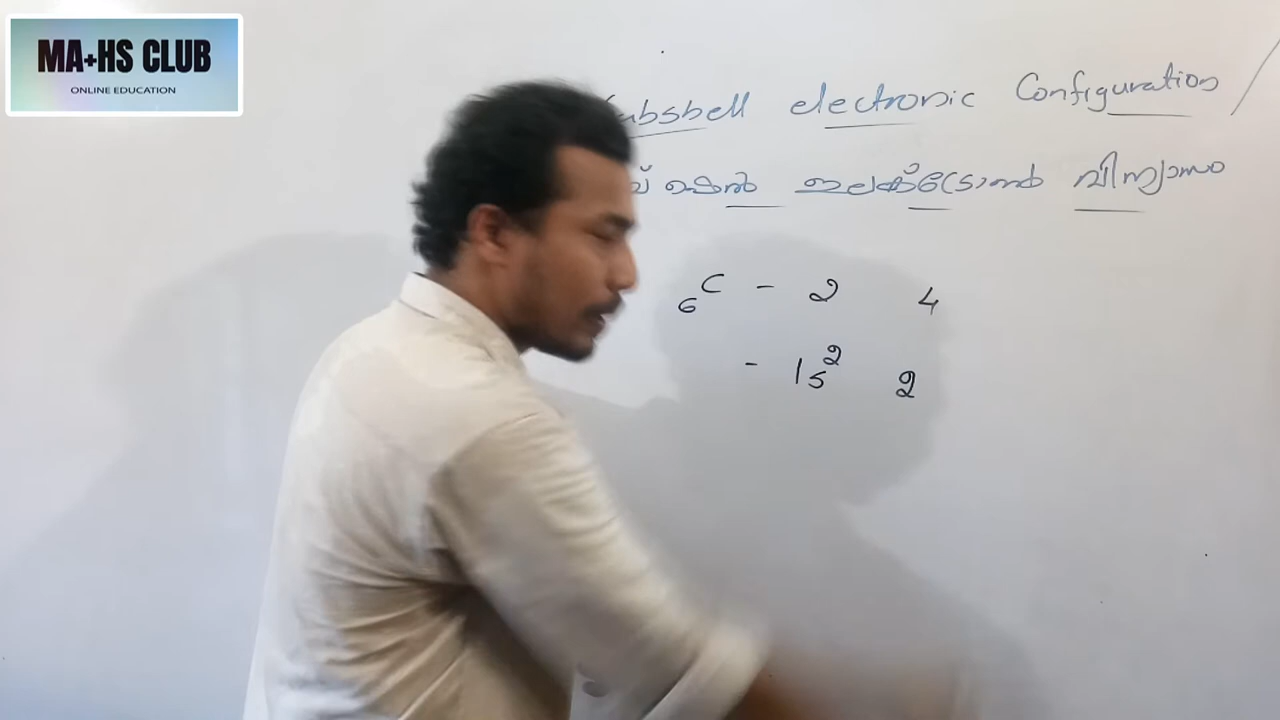 MA+HS CLUB
ONLINE EDUCATION
ubshell electronic Configuration /
ബ് ഷെൽ ഇലക്ട്രോൺ വിന്യാസം
₆C - 2 4
- 1s² 2